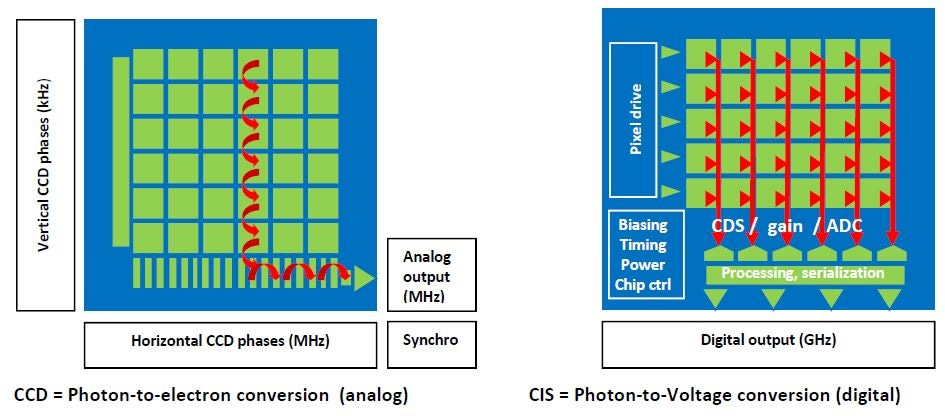 Vertical CCD phases (kHz)
Analog
output
(MHz)
Horizontal CCD phases (MHz)
Synchro
CCD = Photon-to-electron conversion (analog)
Pixel drive
Biasing
Timing
Power
Chip ctrl
CDS / gain / ADC
Processing, serialization
Digital output (GHz)
CIS = Photon-to-Voltage conversion (digital)